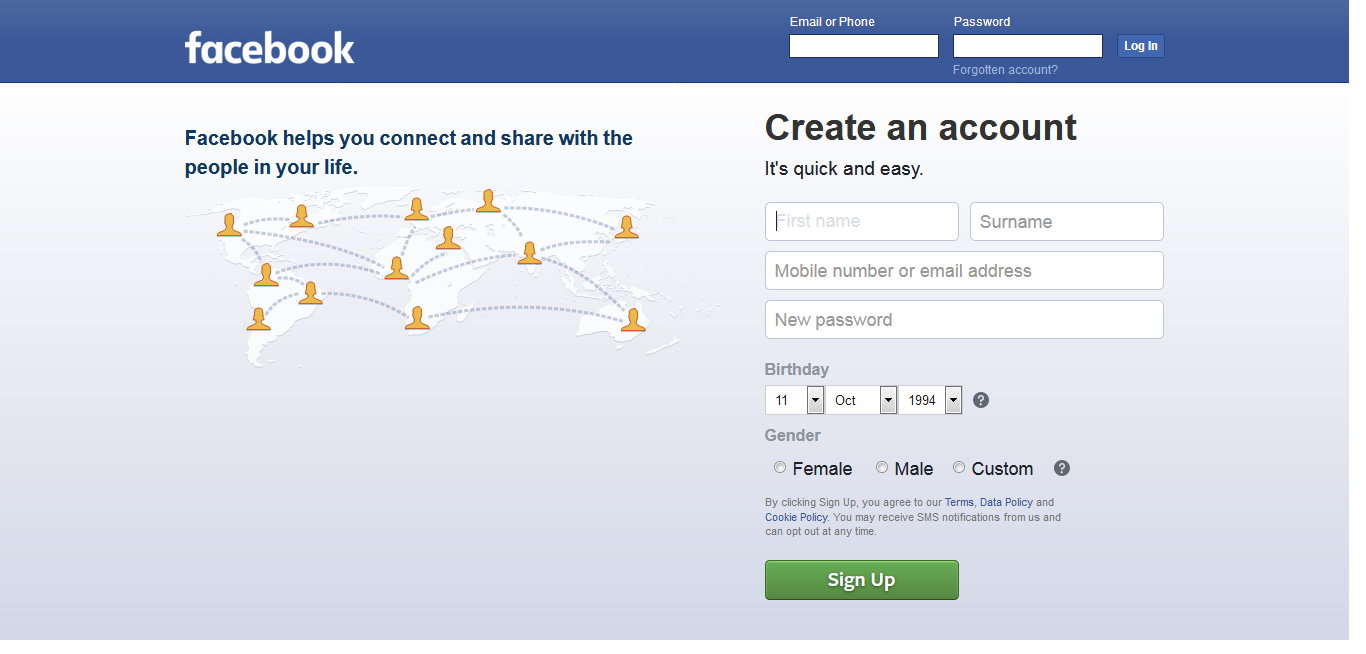 facebook
Email or Phone
Password
Log In
Forgotten account?
Facebook helps you connect and share with the
people in your life.
Create an account
It's quick and easy.
First name
Surname
Mobile number or email address
New password
Birthday
11
Oct
1994
?
Gender
Female
Male
Custom
?
By clicking Sign Up, you agree to our Terms, Data Policy and
Cookie Policy. You may receive SMS notifications from us and
can opt out at any time.
Sign Up